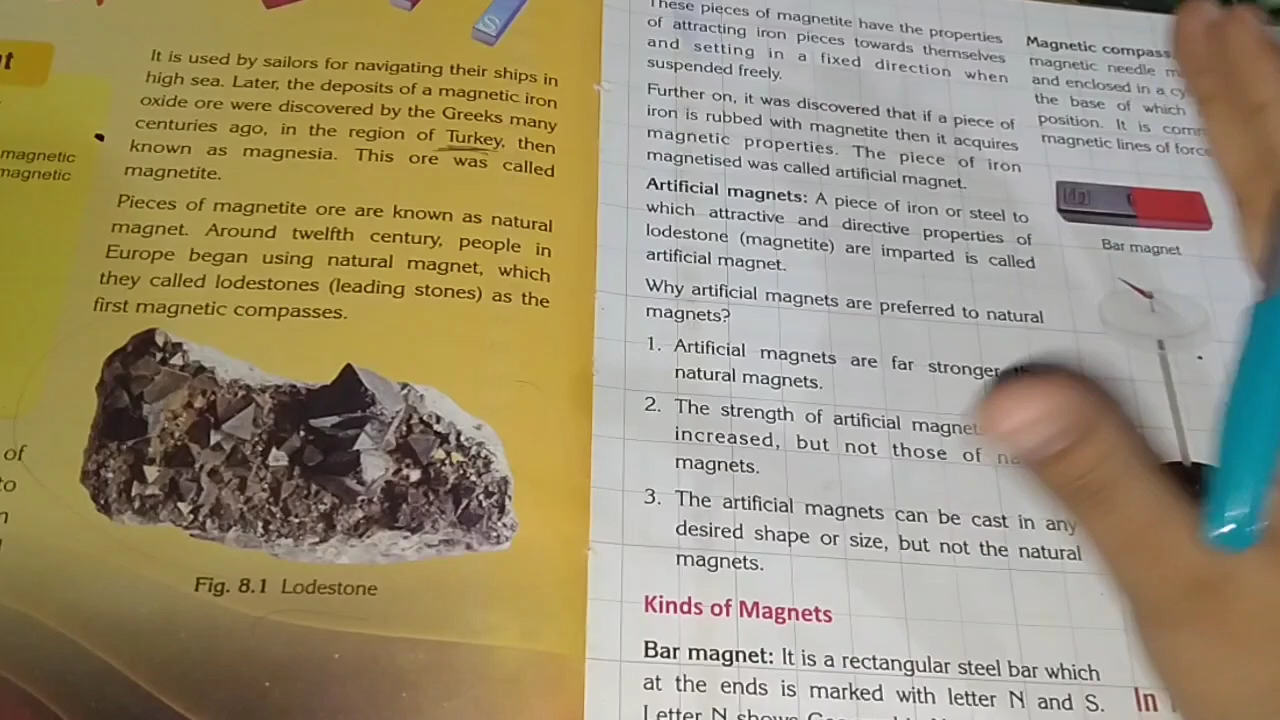 S
t
It is used by sailors for navigating their ships in
high sea. Later, the deposits of a magnetic iron
oxide ore were discovered by the Greeks many
centuries ago, in the region of Turkey, then
known as magnesia. This ore was called
magnetite.
Pieces of magnetite ore are known as natural
magnet. Around twelfth century, people in
Europe began using natural magnet, which
they called lodestones (leading stones) as the
first magnetic compasses.
Fig. 8.1 Lodestone
magnetic
magnetic
of
to
These pieces of magnetite have the properties
of attracting iron pieces towards themselves
and setting in a fixed direction when
suspended freely.
Further on, it was discovered that if a piece of
iron is rubbed with magnetite then it acquires
magnetic properties. The piece of iron
magnetised was called artificial magnet.
Artificial magnets: A piece of iron or steel to
which attractive and directive properties of
lodestone (magnetite) are imparted is called
artificial magnet.
Why artificial magnets are preferred to natural
magnets?
1. Artificial magnets are far stronger
natural magnets.
2. The strength of artificial
increased, but not those of
magnets.
3. The artificial magnets can be cast in any
desired shape or size, but not the natural
magnets.
Kinds of Magnets
Bar magnet: It is a rectangular steel bar which
at the ends is marked with letter N and S.
Letter N shows
Magnetic compass
magnetic needle
and enclosed in a
the base of which
position. It is
magnetic lines of force
Bar magnet
In